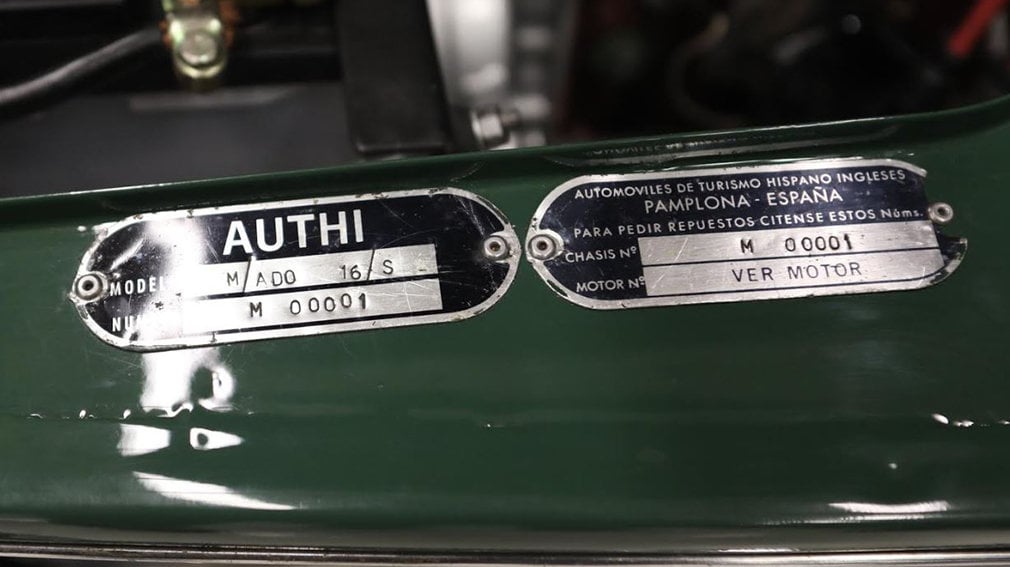 AUTHI
MODEL M/ADO 16/S
M 00001
AUTOMOVILES DE TURISMO HISPANO INGLESES
PAMPLONA - ESPAÑA
PARA PEDIR REPUESTOS CITENSE ESTOS Núms.
CHASIS Nº M 00001
MOTOR Nº VER MOTOR